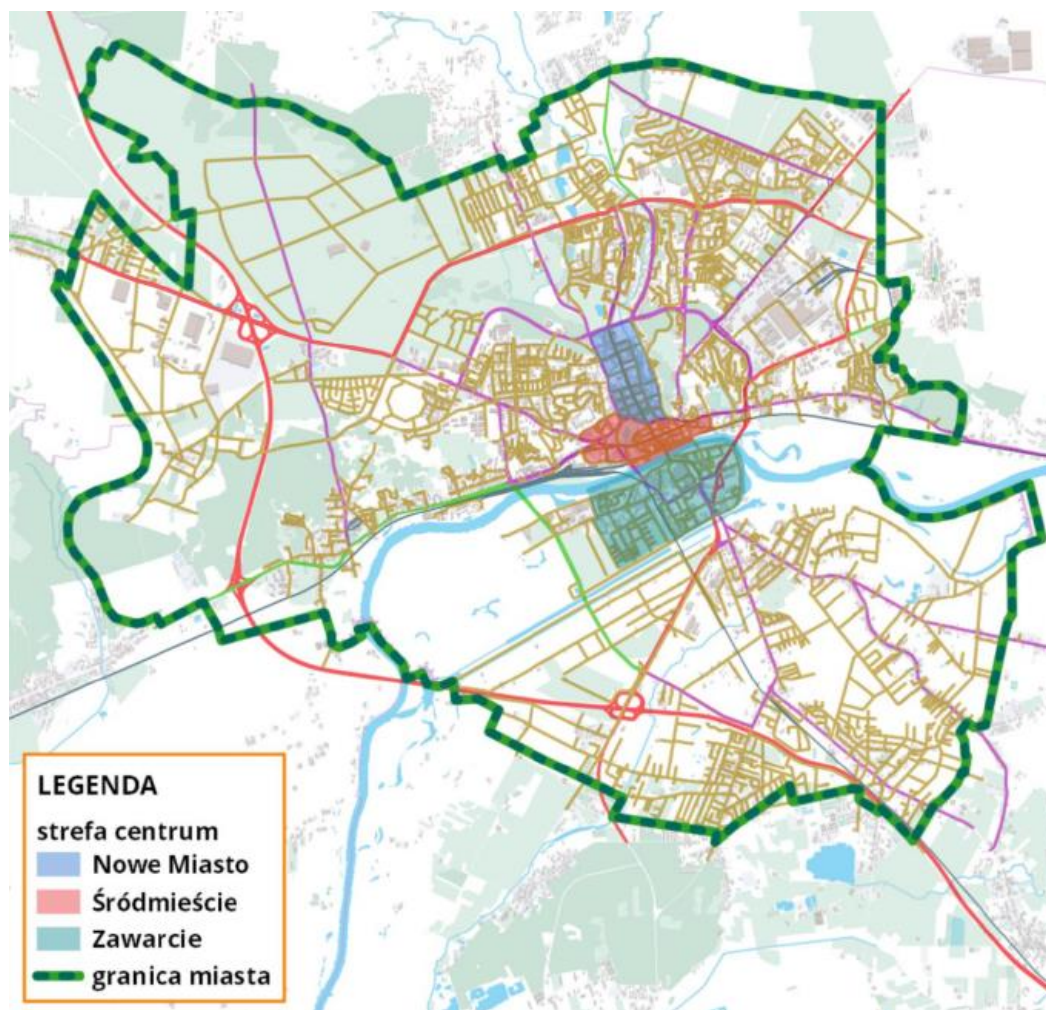 LEGENDA
strefa centrum
Nowe Miasto
Śródmieście
Zawarcie
granica miasta